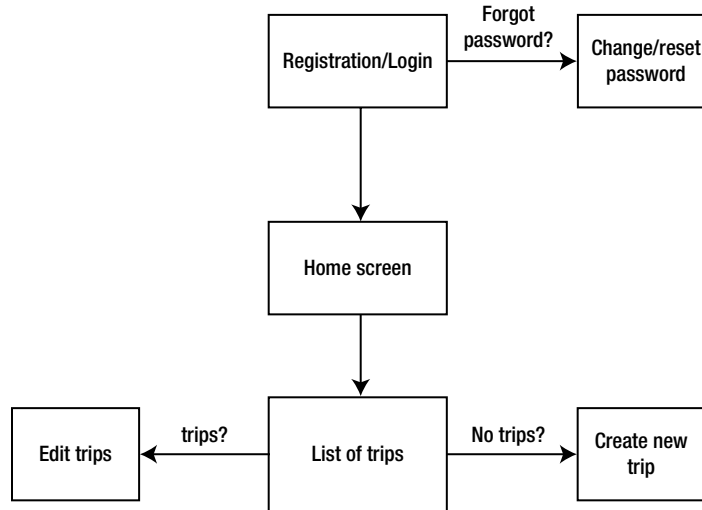 Registration/Login
Forgot
password?
Change/reset
password
Home screen
Edit trips
trips?
List of trips
No trips?
Create new
trip